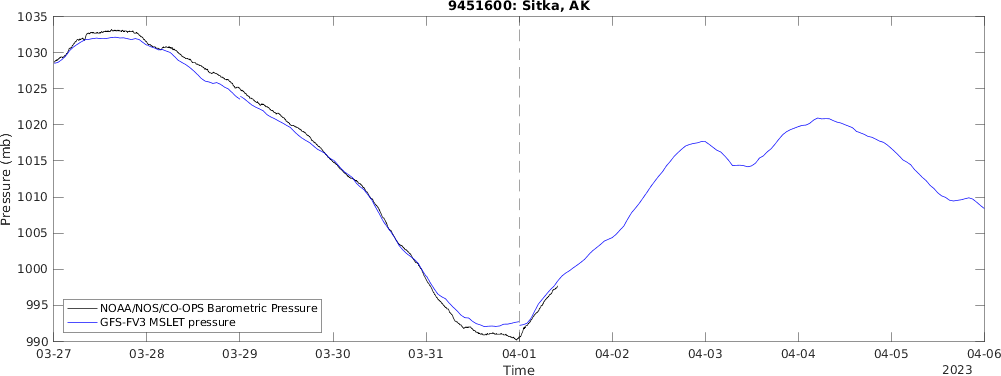 9451600: Sitka, AK
Pressure (mb)
1035
1030
1025
1020
1015
1010
1005
1000
995
990
NOAA/NOS/CO-OPS Barometric Pressure
GFS-FV3 MSLET pressure
03-27 03-28 03-29 03-30 03-31 04-01 04-02 04-03 04-04 04-05 04-06
Time
2023